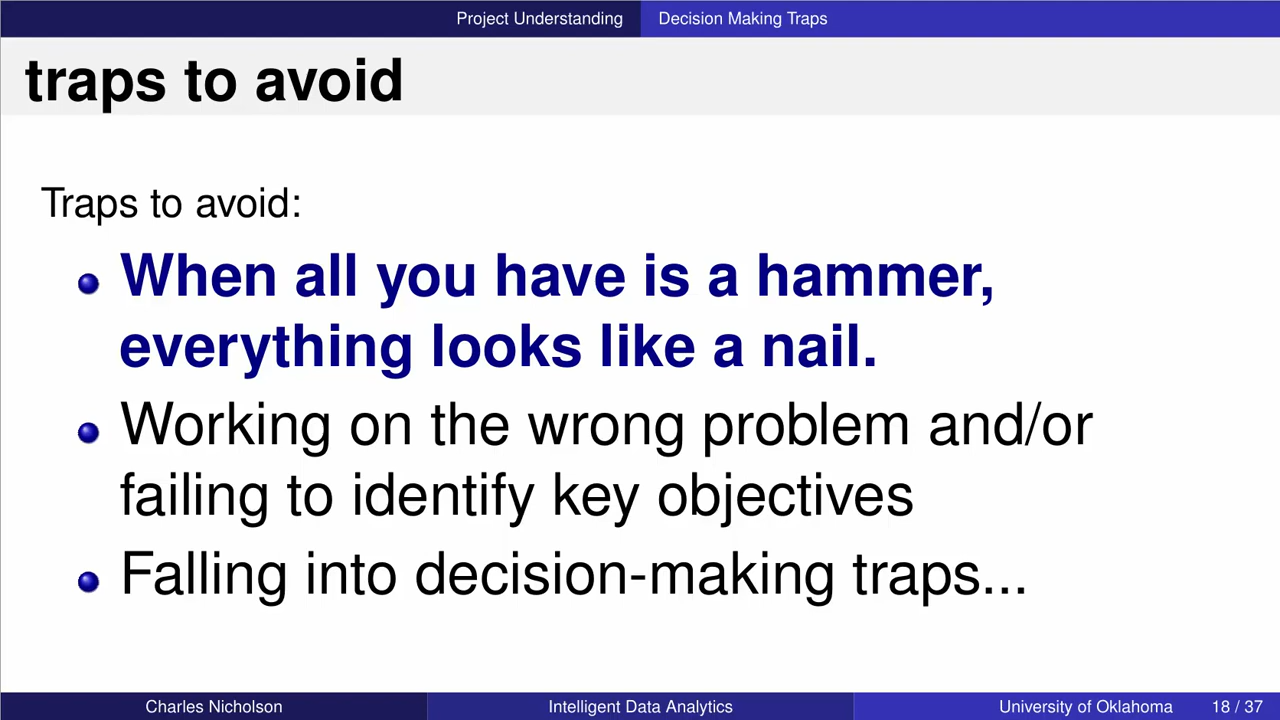 Project Understanding Decision Making Traps
traps to avoid
Traps to avoid:
When all you have is a hammer,
everything looks like a nail.
Working on the wrong problem and/or
failing to identify key objectives
Falling into decision-making traps...
Charles Nicholson Intelligent Data Analytics University of Oklahoma 18 / 37